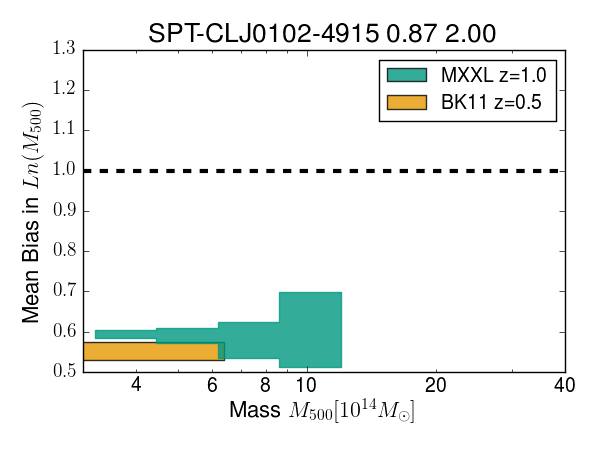 SPT-CLJ0102-4915 0.87 2.00
MXXL z=1.0
BK11 z=0.5
Mean Bias in Ln(M₅₀₀)
1.3
1.2
1.1
1.0
0.9
0.8
0.7
0.6
0.5
4 6 8 10 20 40
Mass M₅₀₀[10¹⁴M☉]